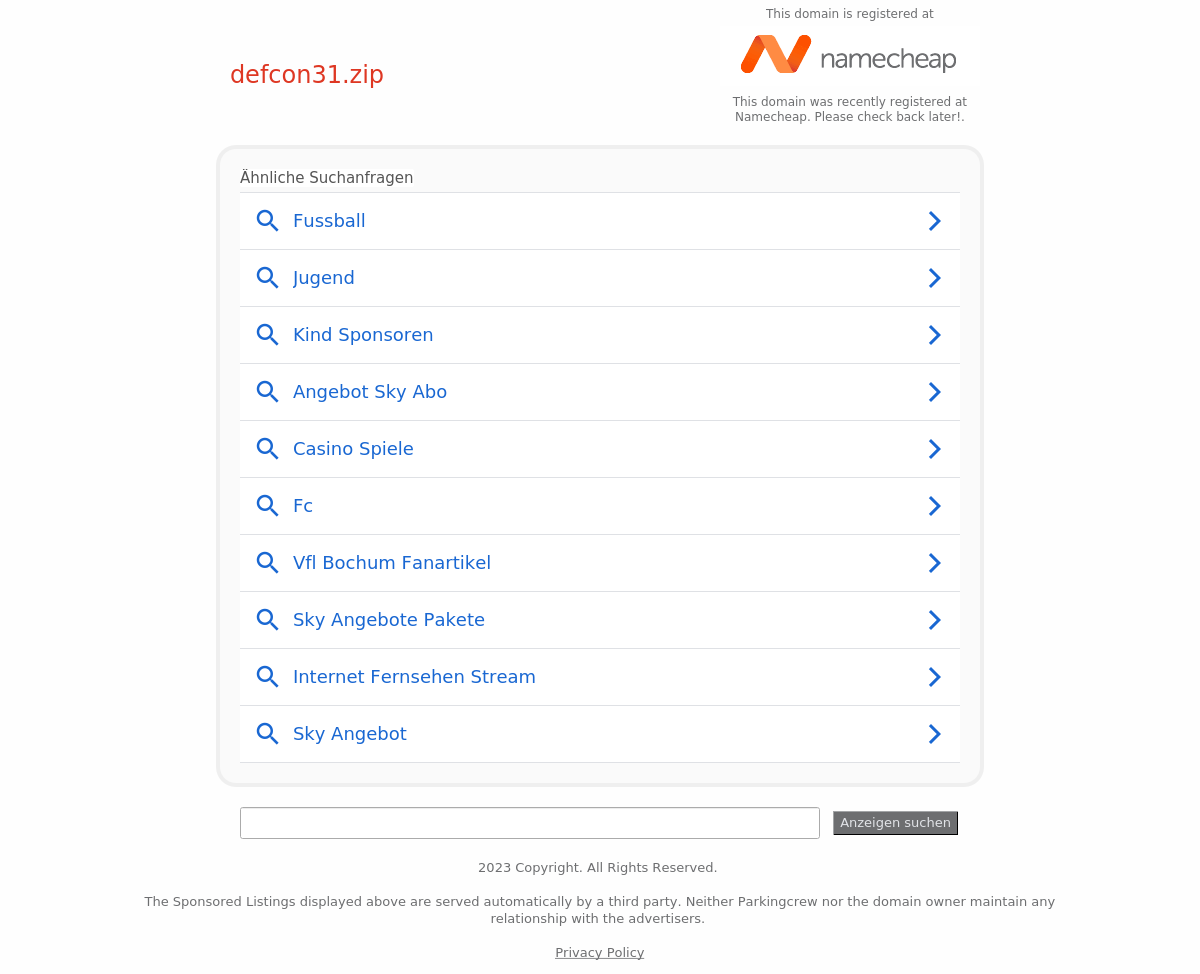 This domain is registered at
namecheap
defcon31.zip
This domain was recently registered at
Namecheap. Please check back later!.
Ähnliche Suchanfragen
Fussball
Jugend
Kind Sponsoren
Angebot Sky Abo
Casino Spiele
Fc
Vfl Bochum Fanartikel
Sky Angebote Pakete
Internet Fernsehen Stream
Sky Angebot
Anzeigen suchen
2023 Copyright. All Rights Reserved.
The Sponsored Listings displayed above are served automatically by a third party. Neither Parkingcrew nor the domain owner maintain any
relationship with the advertisers.
Privacy Policy